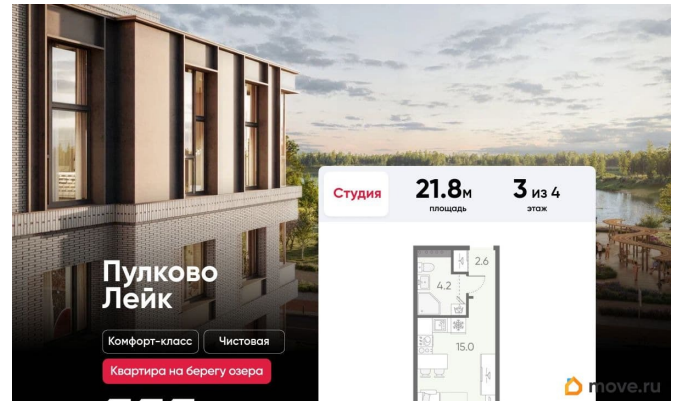 Студия
21.8м
площадь
3 из 4
этаж
2.6
4.2
15.0
Пулково
Лейк
Комфорт-класс
Чистовая
Квартира на берегу озера
move.ru